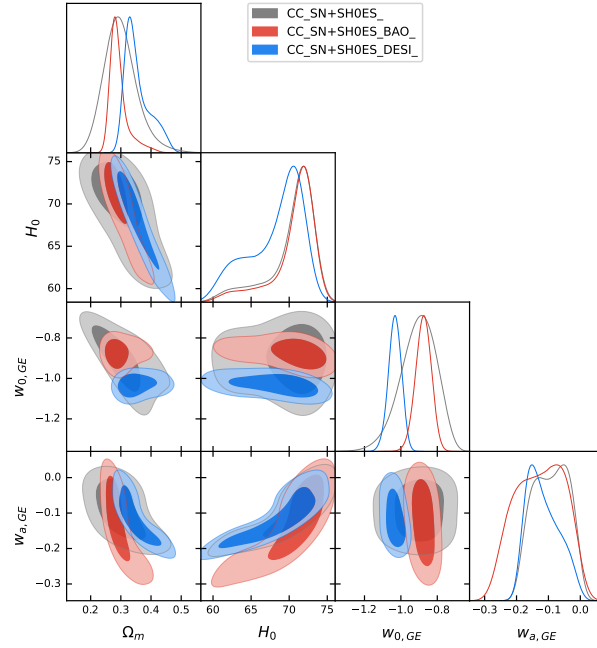 CC_SN+SH0ES_
CC_SN+SH0ES_BAO_
CC_SN+SH0ES_DESI_
75
70
65
60
H₀
−0.8
−1.0
−1.2
w₀,GE
0.0
−0.1
−0.2
−0.3
wₐ,GE
0.2 0.3 0.4 0.5 60 65 70 75 −1.2 −1.0 −0.8 −0.3 −0.2 −0.1 0.0
Ωₘ H₀ w₀,GE wₐ,GE